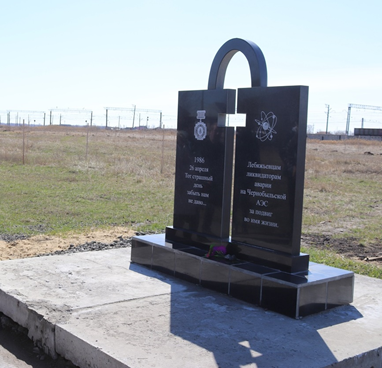 1986
26 апреля
Тот страшный
день
забыть нам
не дано...
Лебяжьевцам
ликвидаторам
аварии
на Чернобыльской
АЭС
за подвиг
во имя жизни.